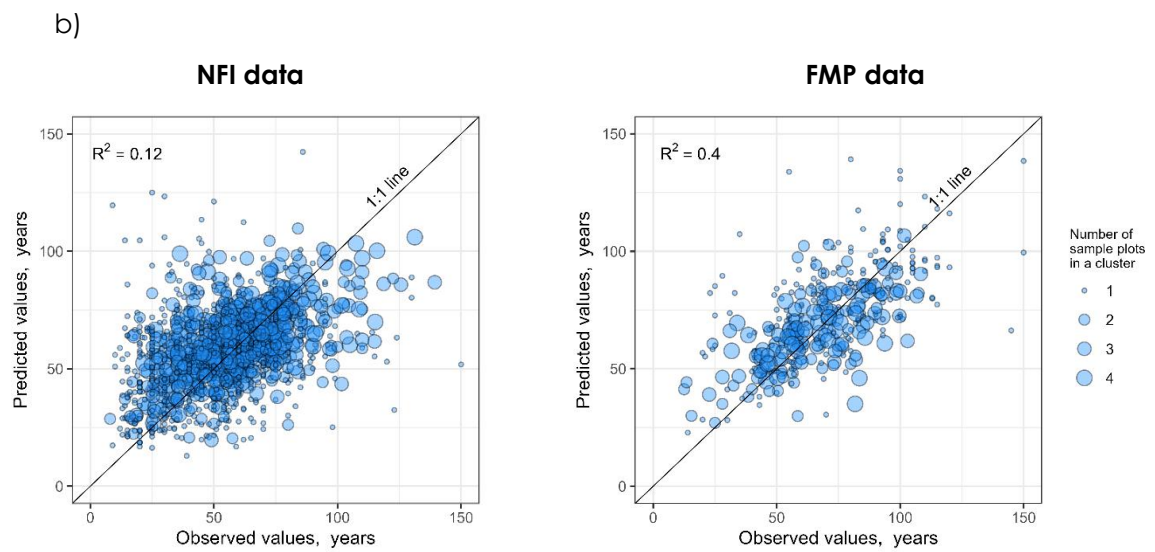 b)
NFI data
FMP data
R2 = 0.12
1:1 line
150
100
50
0
Predicted values, years
0
50
100
150
Observed values, years
R2 = 0.4
1:1 line
150
100
50
0
Predicted values, years
0
50
100
150
Observed values, years
Number of
sample plots
in a cluster
1
2
3
4